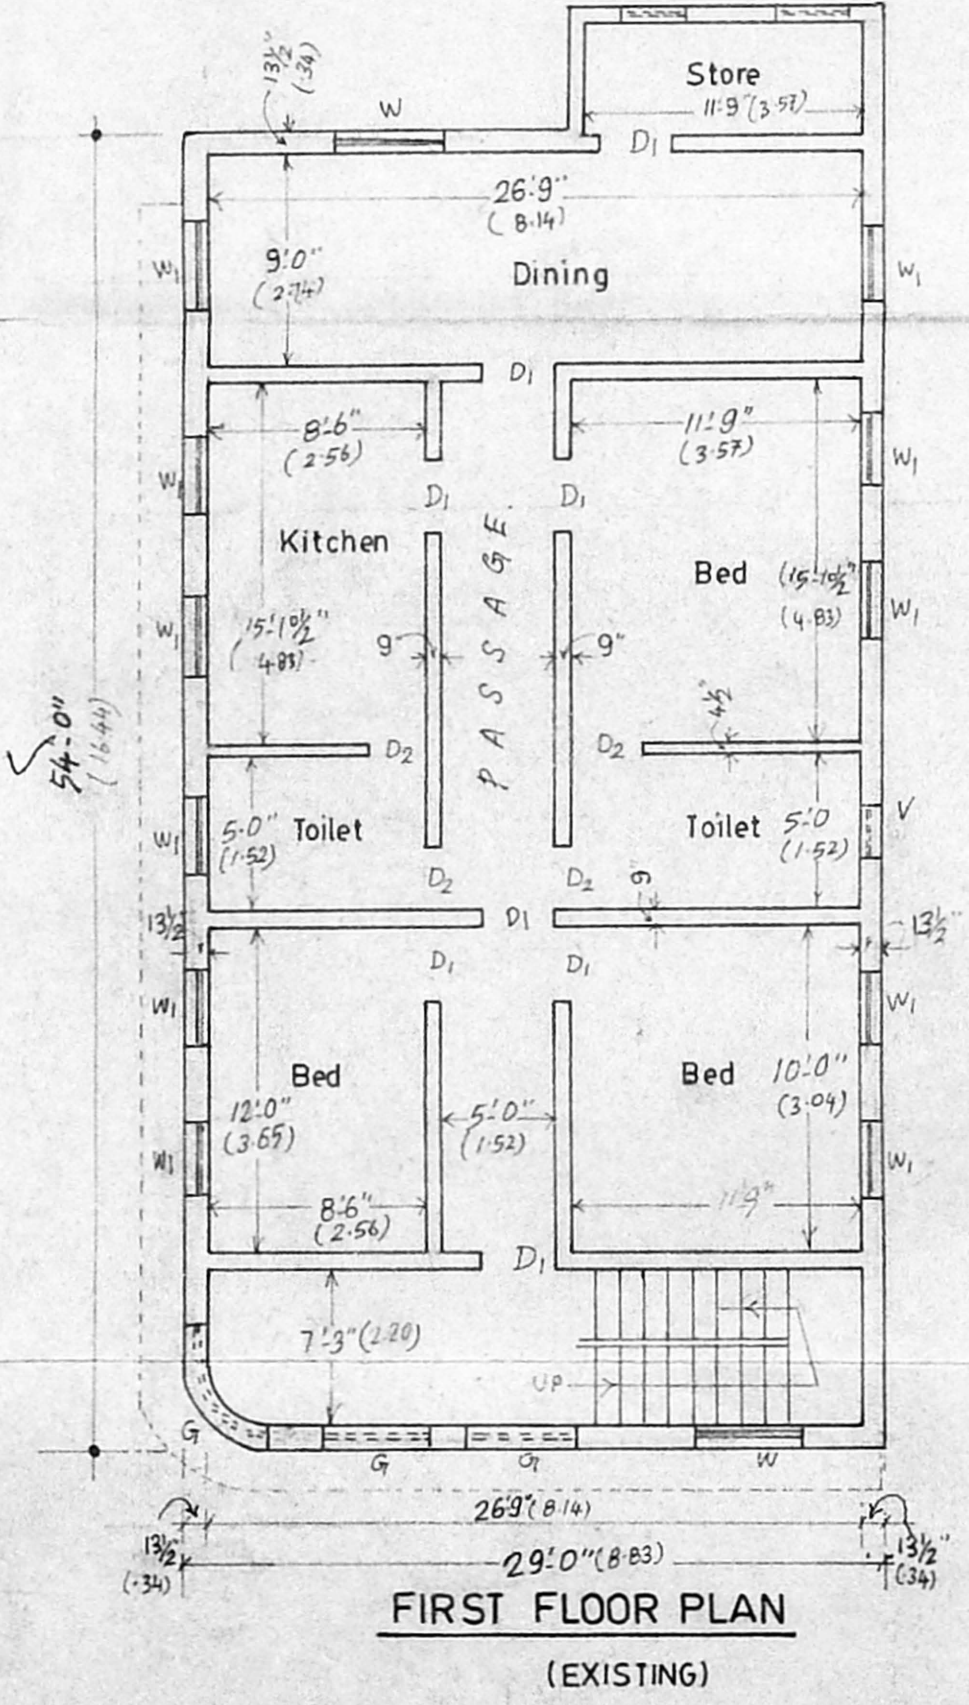 13½"
(.34)
W
Store
11'-9" (3.57)
D1
26'-9"
(8.14)
9'-0"
(2.74)
Dining
W1
W1
D1
8'-6"
(2.56)
11'-9"
(3.57)
W1
W1
D1
D1
Kitchen
PASSAGE
Bed
(15'-10½"
(4.83)
W1
W1
15'-10½"
(4.83)
9
9"
4½"
54'-0"
(16.44)
D2
D2
V
W1
5'-0"
(1.52)
Toilet
Toilet
5'-0
(1.52)
D2
D2
9"
13½
D1
13½"
D1
D1
W1
W1
Bed
Bed
10'-0"
(3.04)
12'-0"
(3.65)
5'-0"
(1.52)
W1
W1
8'-6"
(2.56)
11'-9"
D1
7'-3" (2.20)
UP
G
G
G
W
26'9" (8.14)
13½"
(.34)
29'-0" (8.83)
13½"
(.34)
FIRST FLOOR PLAN
(EXISTING)